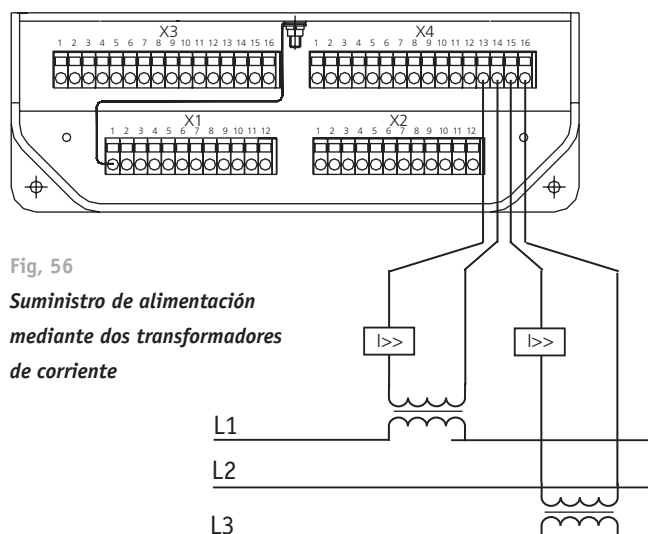 X3
X4
1 2 3 4 5 6 7 8 9 10 11 12 13 14 15 16
1 2 3 4 5 6 7 8 9 10 11 12 13 14 15 16
X1
X2
1 2 3 4 5 6 7 8 9 10 11 12
1 2 3 4 5 6 7 8 9 10 11 12
Fig, 56
Suministro de alimentación
mediante dos transformadores
de corriente
I>>
I>>
L1
L2
L3